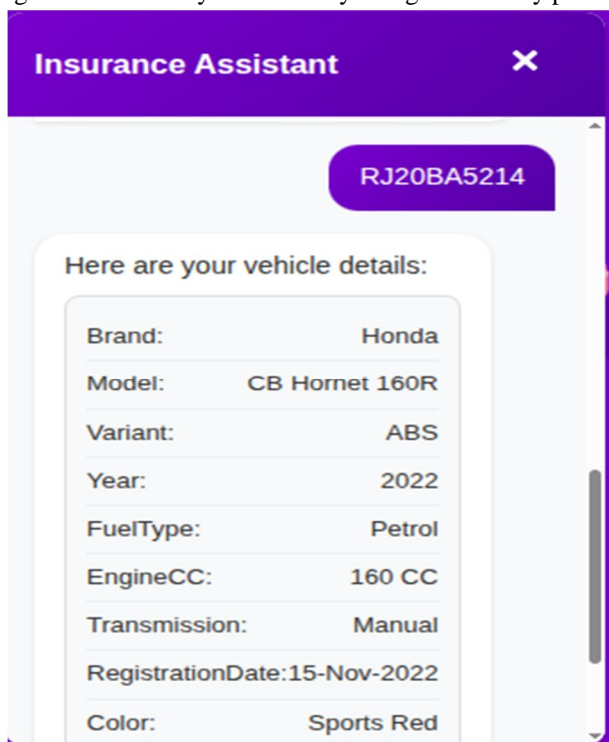 Insurance Assistant
RJ20BA5214
Here are your vehicle details:
Brand: Honda
Model: CB Hornet 160R
Variant: ABS
Year: 2022
FuelType: Petrol
EngineCC: 160 CC
Transmission: Manual
RegistrationDate:15-Nov-2022
Color: Sports Red